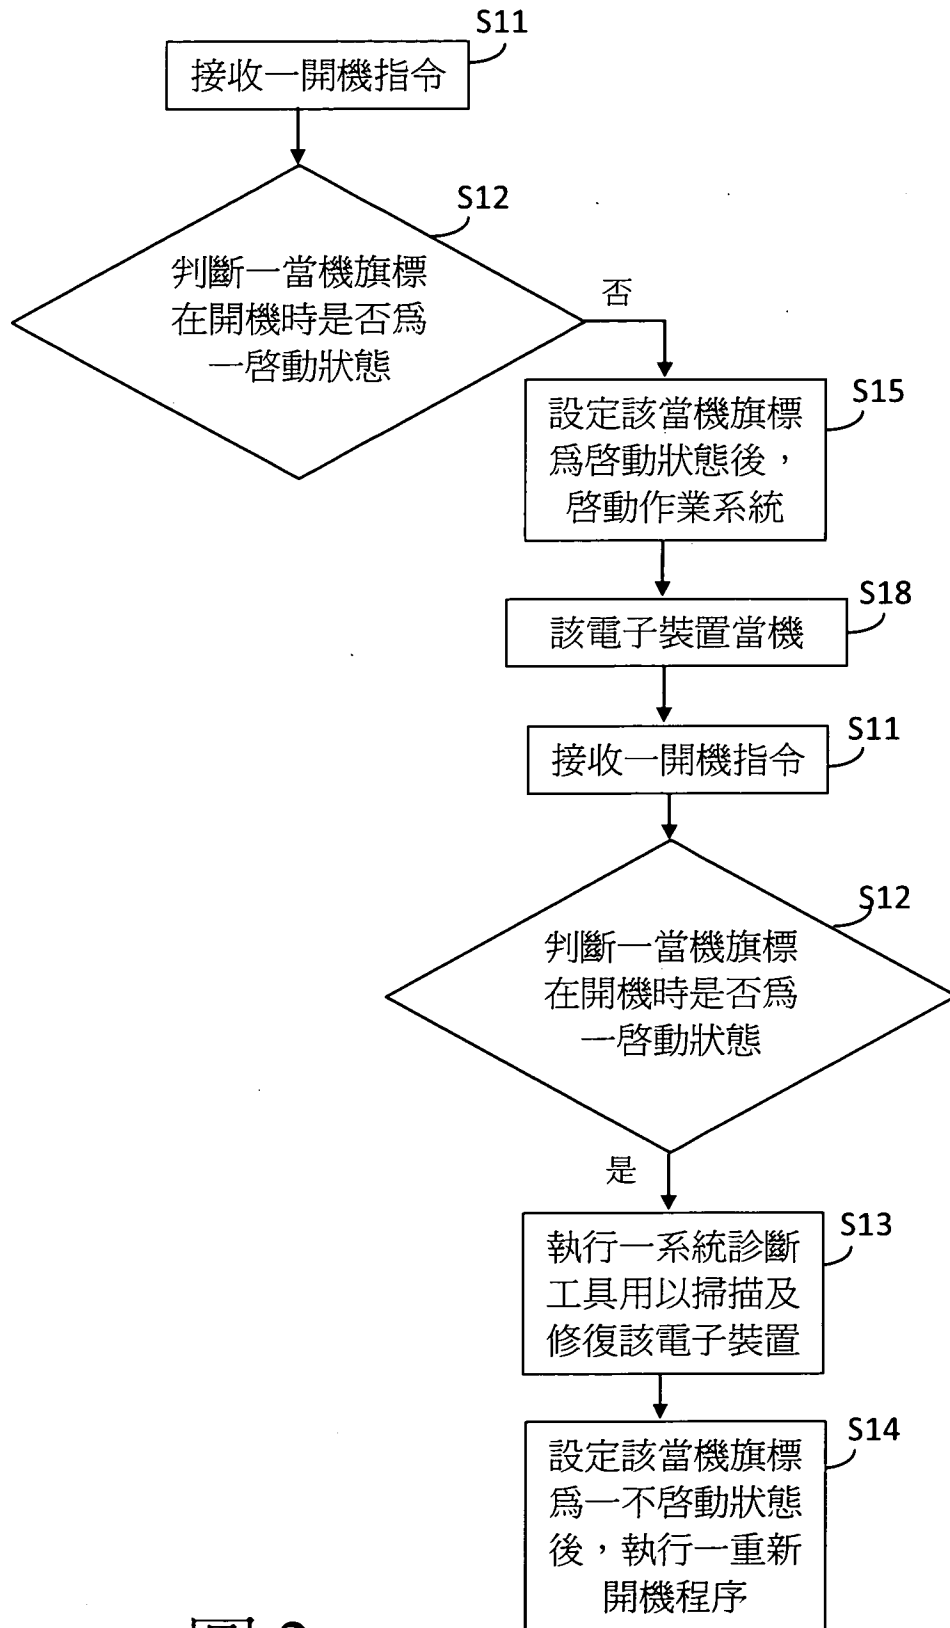 S11
接收一開機指令
S12
判斷一當機旗標
在開機時是否為
一啓動狀態
否
S15
設定該當機旗標
為啓動狀態後，
啓動作業系統
S18
該電子裝置當機
S11
接收一開機指令
S12
判斷一當機旗標
在開機時是否為
一啓動狀態
是
S13
執行一系統診斷
工具用以掃描及
修復該電子裝置
S14
設定該當機旗標
為一不啓動狀態
後，執行一重新
開機程序